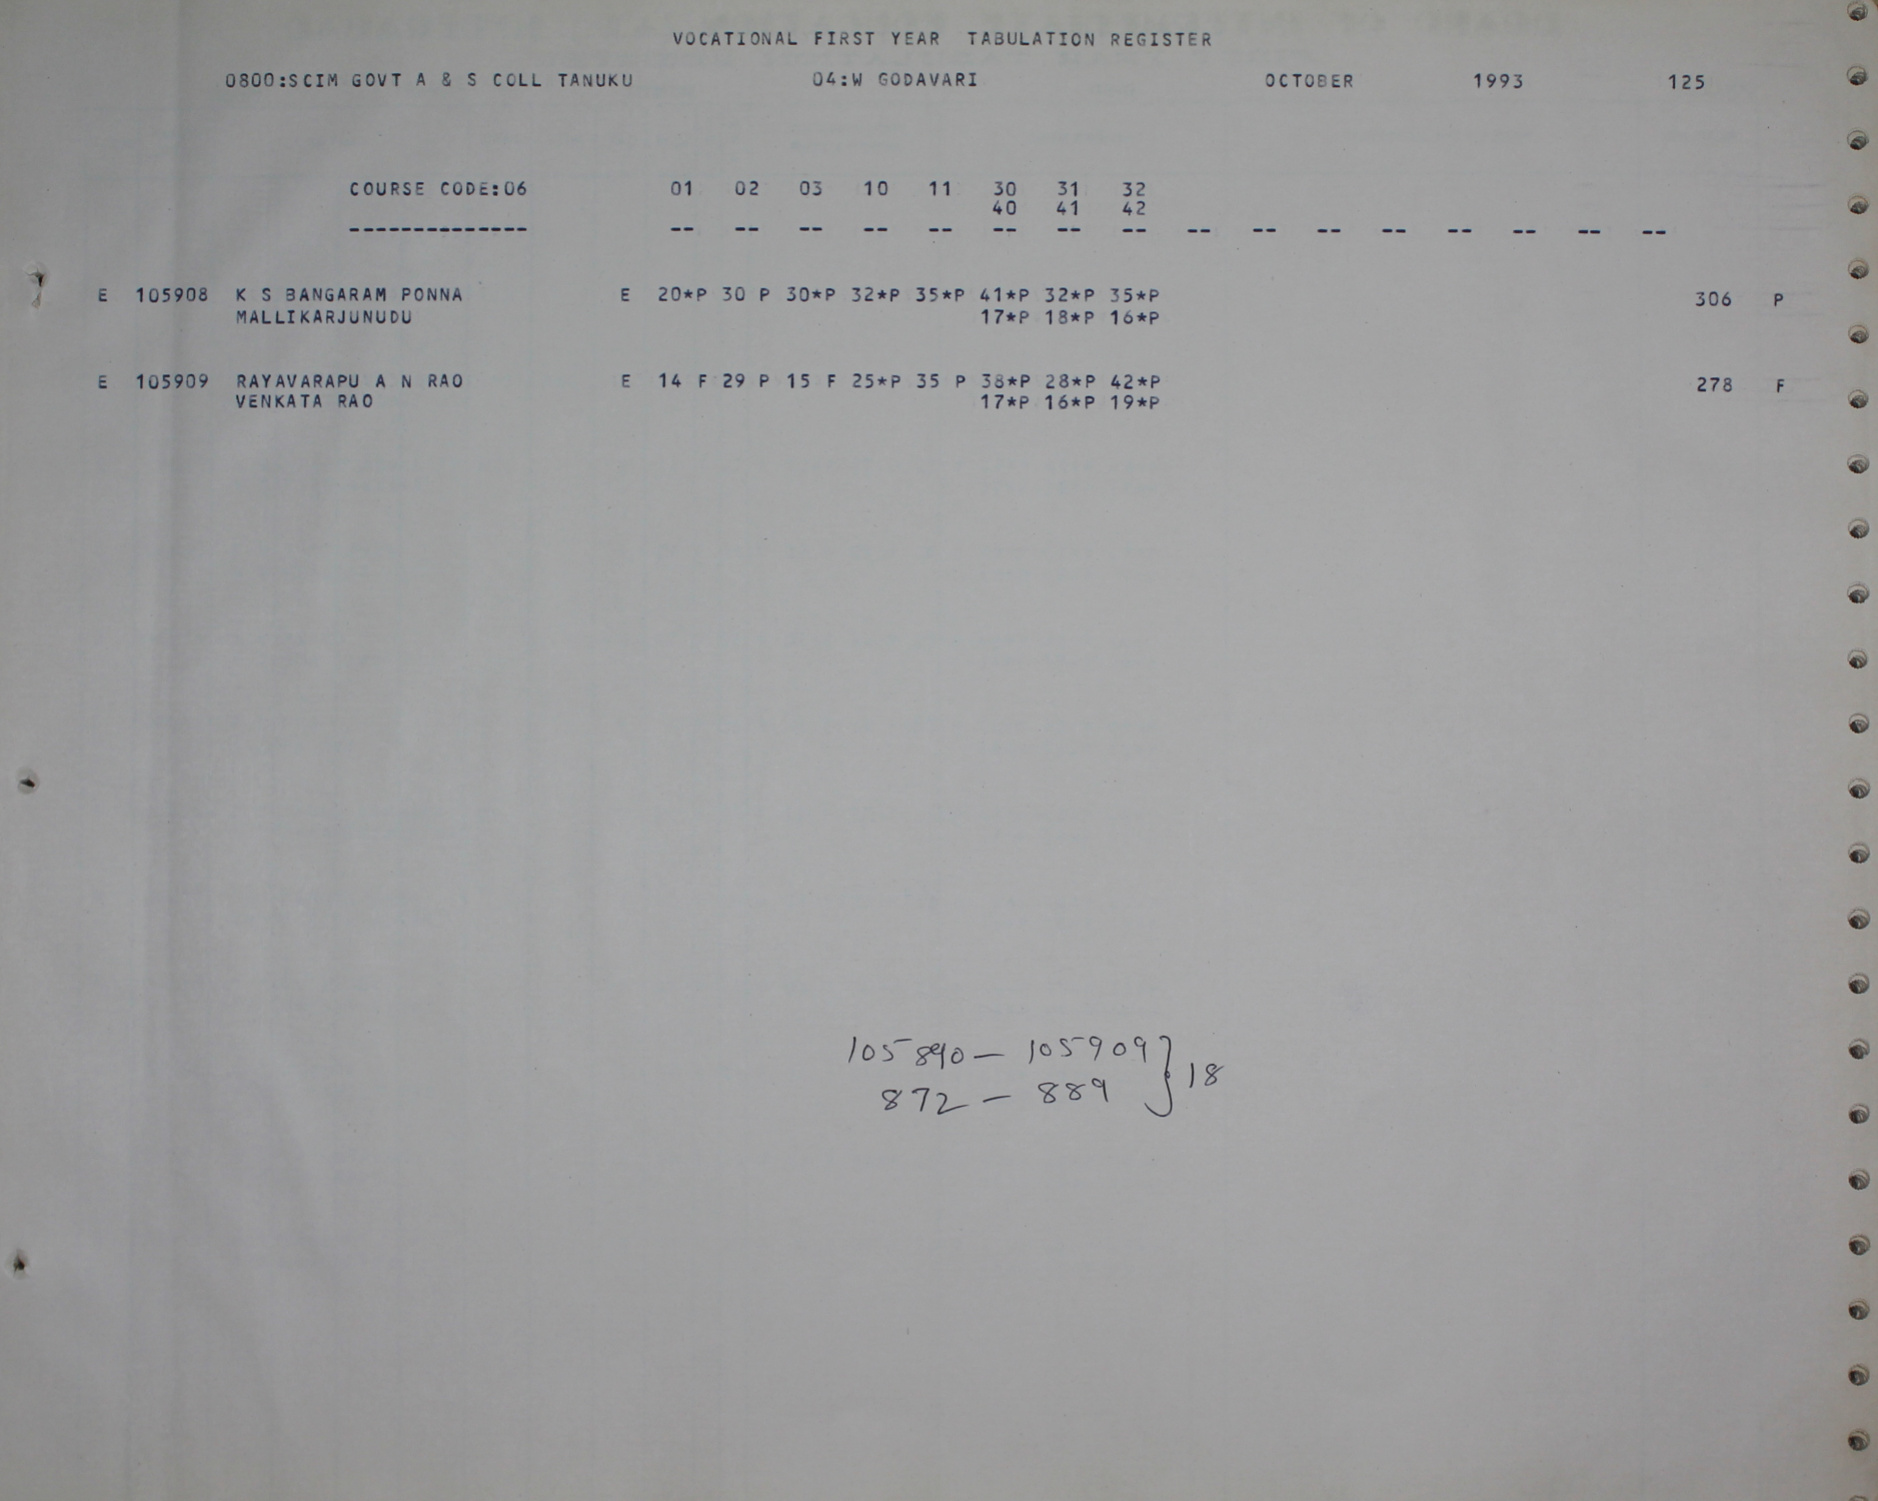 VOCATIONAL FIRST YEAR TABULATION REGISTER
0800:SCIM GOVT A & S COLL TANUKU 04:W GODAVARI OCTOBER 1993 125
COURSE CODE:06 01 02 03 10 11 30 31 32
40 41 42
-------------- -- -- -- -- -- -- -- -- -- -- -- -- -- -- -- --
E 105908 K S BANGARAM PONNA E 20*P 30 P 30*P 32*P 35*P 41*P 32*P 35*P 306 P
MALLIKARJUNUDU 17*P 18*P 16*P
E 105909 RAYAVARAPU A N RAO E 14 F 29 P 15 F 25*P 35 P 38*P 28*P 42*P 278 F
VENKATA RAO 17*P 16*P 19*P
105890 — 105909 } 18
872 — 889